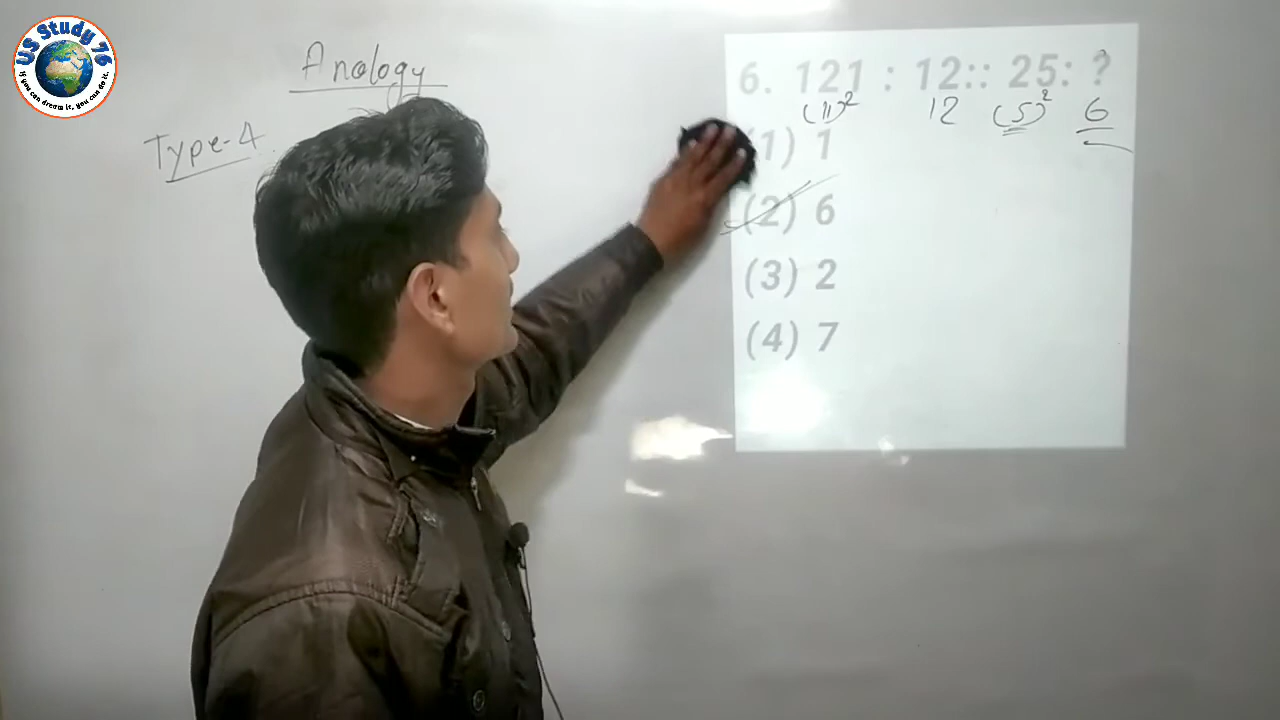 US Study 76
If you can dream it, you can do it.
Analogy
Type-4
6. 121 : 12:: 25: ?
(11)² 12 (5)² 6
(1) 1
(2) 6
(3) 2
(4) 7